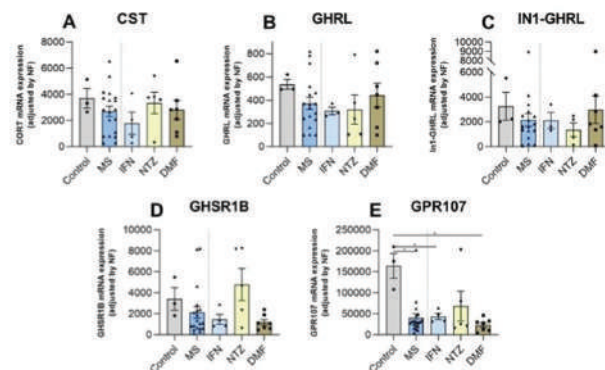 A CST
CORT mRNA expression
(adjusted by NF)
8000
6000
4000
2000
0
Control
MS
IFN
NTZ
DMF
B GHRL
GHRL mRNA expression
(adjusted by NF)
800
600
400
200
0
Control
MS
IFN
NTZ
DMF
C IN1-GHRL
In1-GHRL mRNA expression
(adjusted by NF)
9000
6000
4000
2000
0
Control
MS
IFN
NTZ
DMF
D GHSR1B
GHSR1B mRNA expression
(adjusted by NF)
10000
8000
6000
4000
2000
0
Control
MS
IFN
NTZ
DMF
E GPR107
GPR107 mRNA expression
(adjusted by NF)
250000
200000
150000
100000
50000
0
Control
MS
IFN
NTZ
DMF